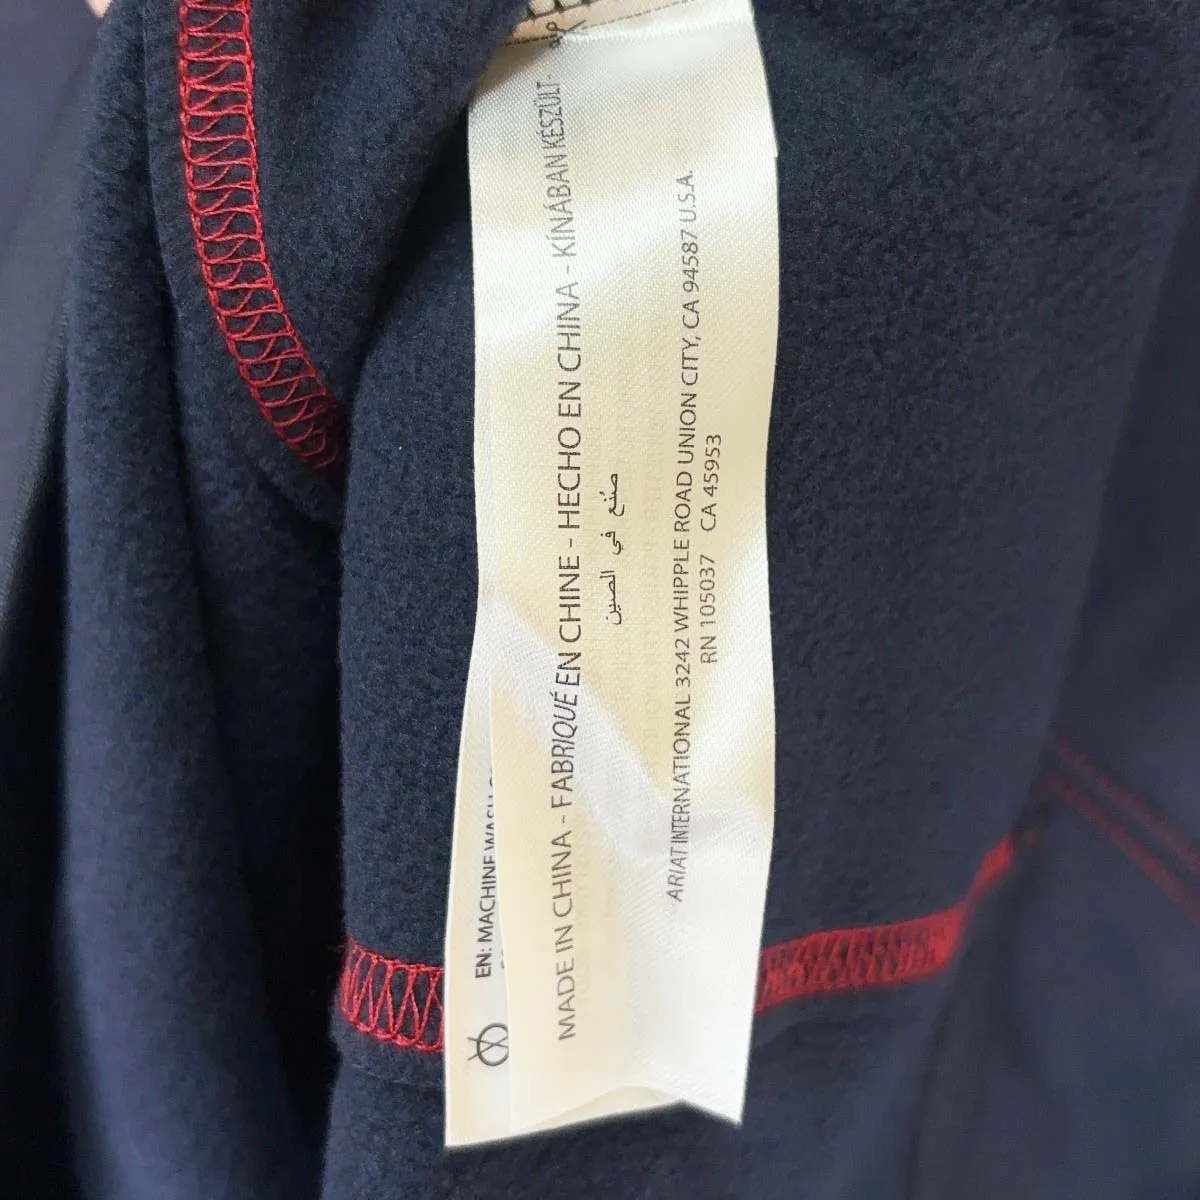 MADE IN CHINA - FABRIQUÉ EN CHINE - HECHO EN CHINA - KÍNÁBAN KÉSZÜLT -
صنع في الصين
ARIAT INTERNATIONAL 3242 WHIPPLE ROAD UNION CITY, CA 94587 U.S.A.
RN 105037 CA 45953
EN: MACHINE WASH